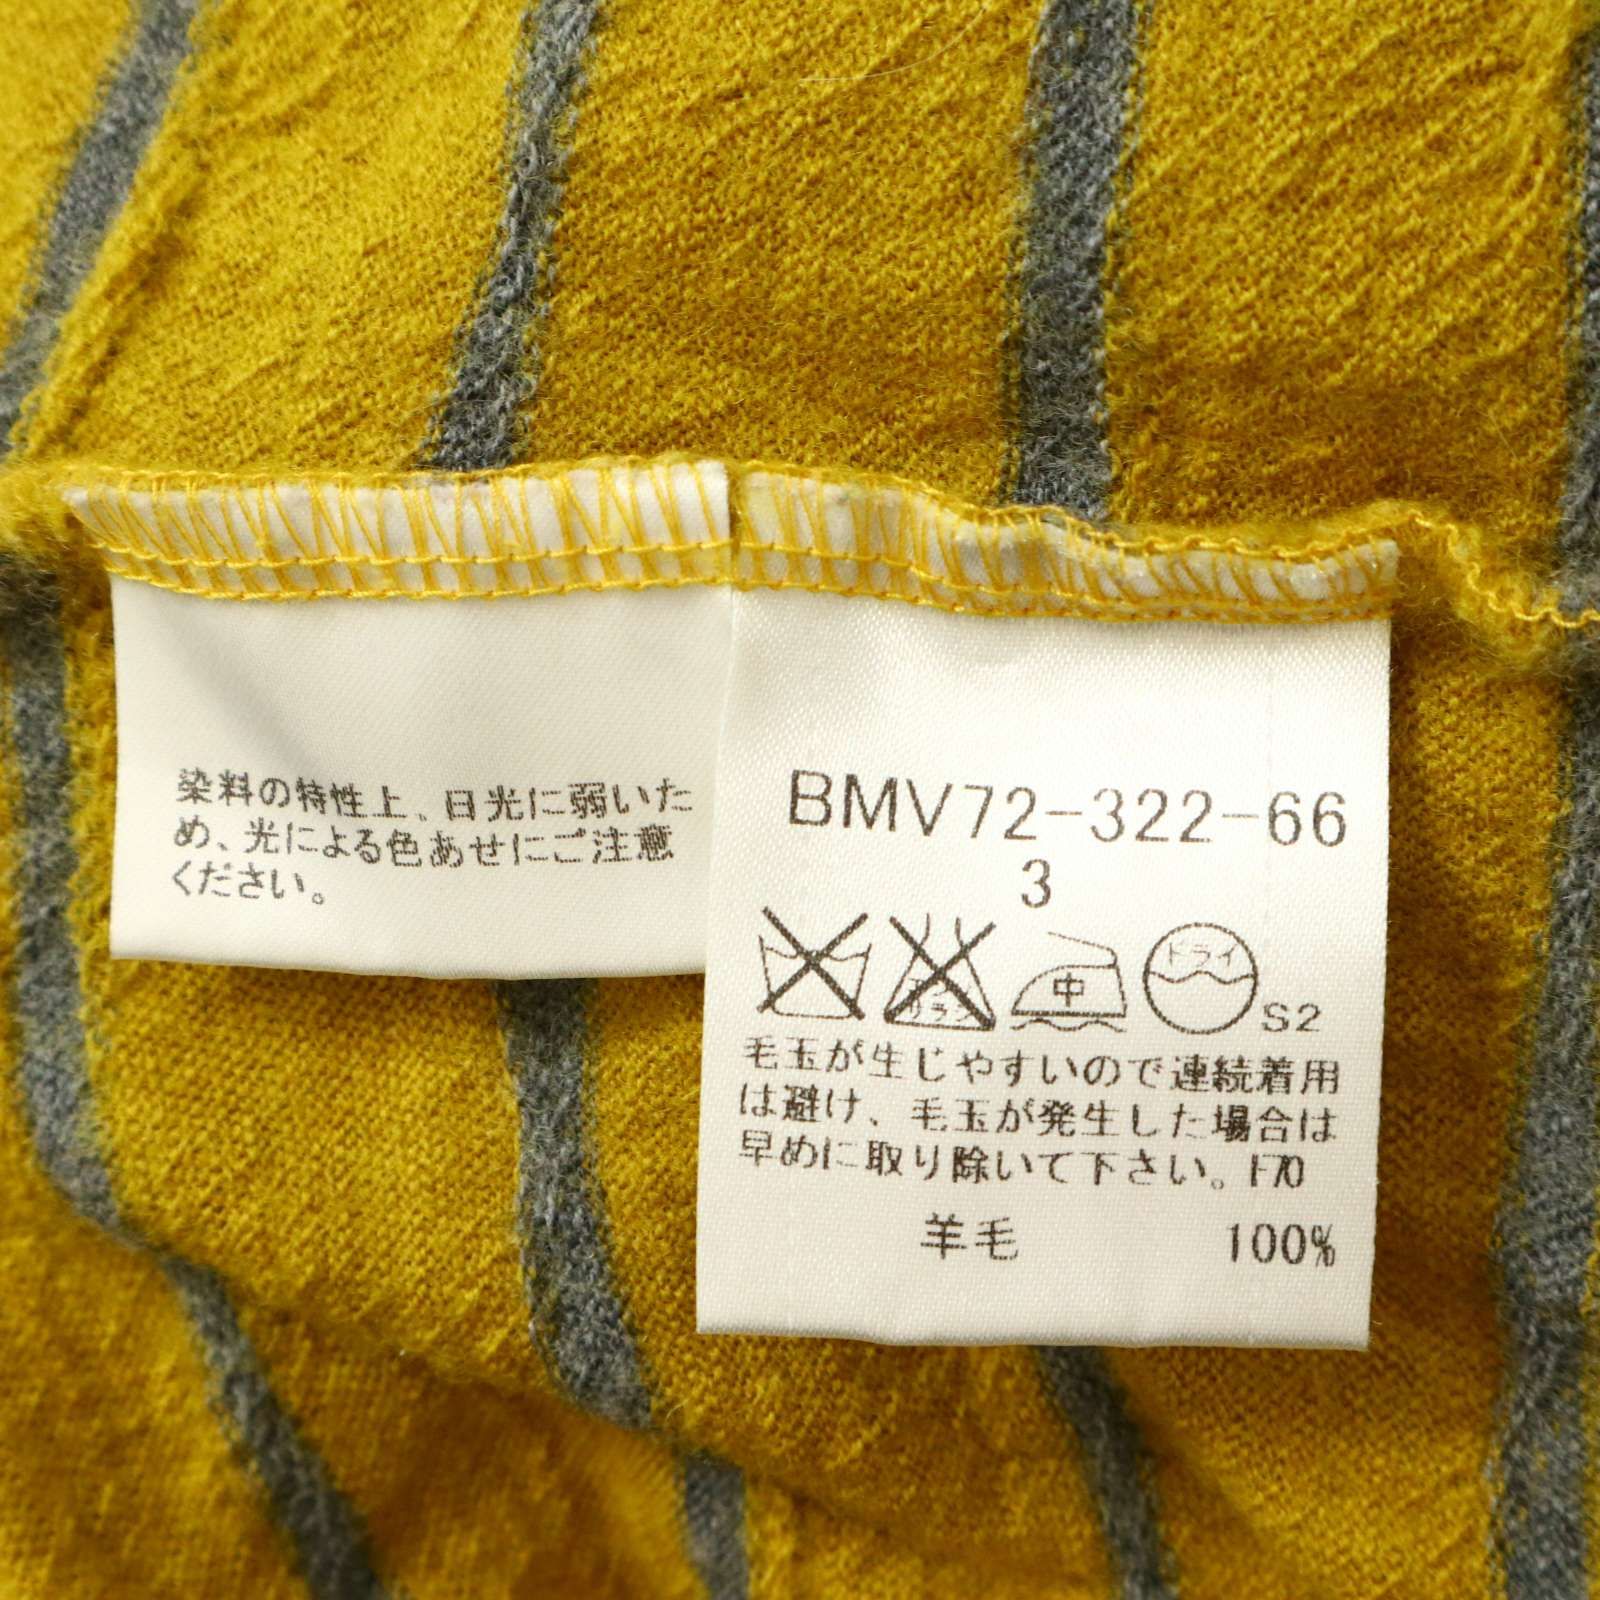 染料の特性上、日光に弱いた
め、光による色あせにご注意
ください。
BMV72-322-66
3
中
ドライ
S2
毛玉が生じやすいので連続着用
は避け、毛玉が発生した場合は
早めに取り除いて下さい。F70
羊毛 100%